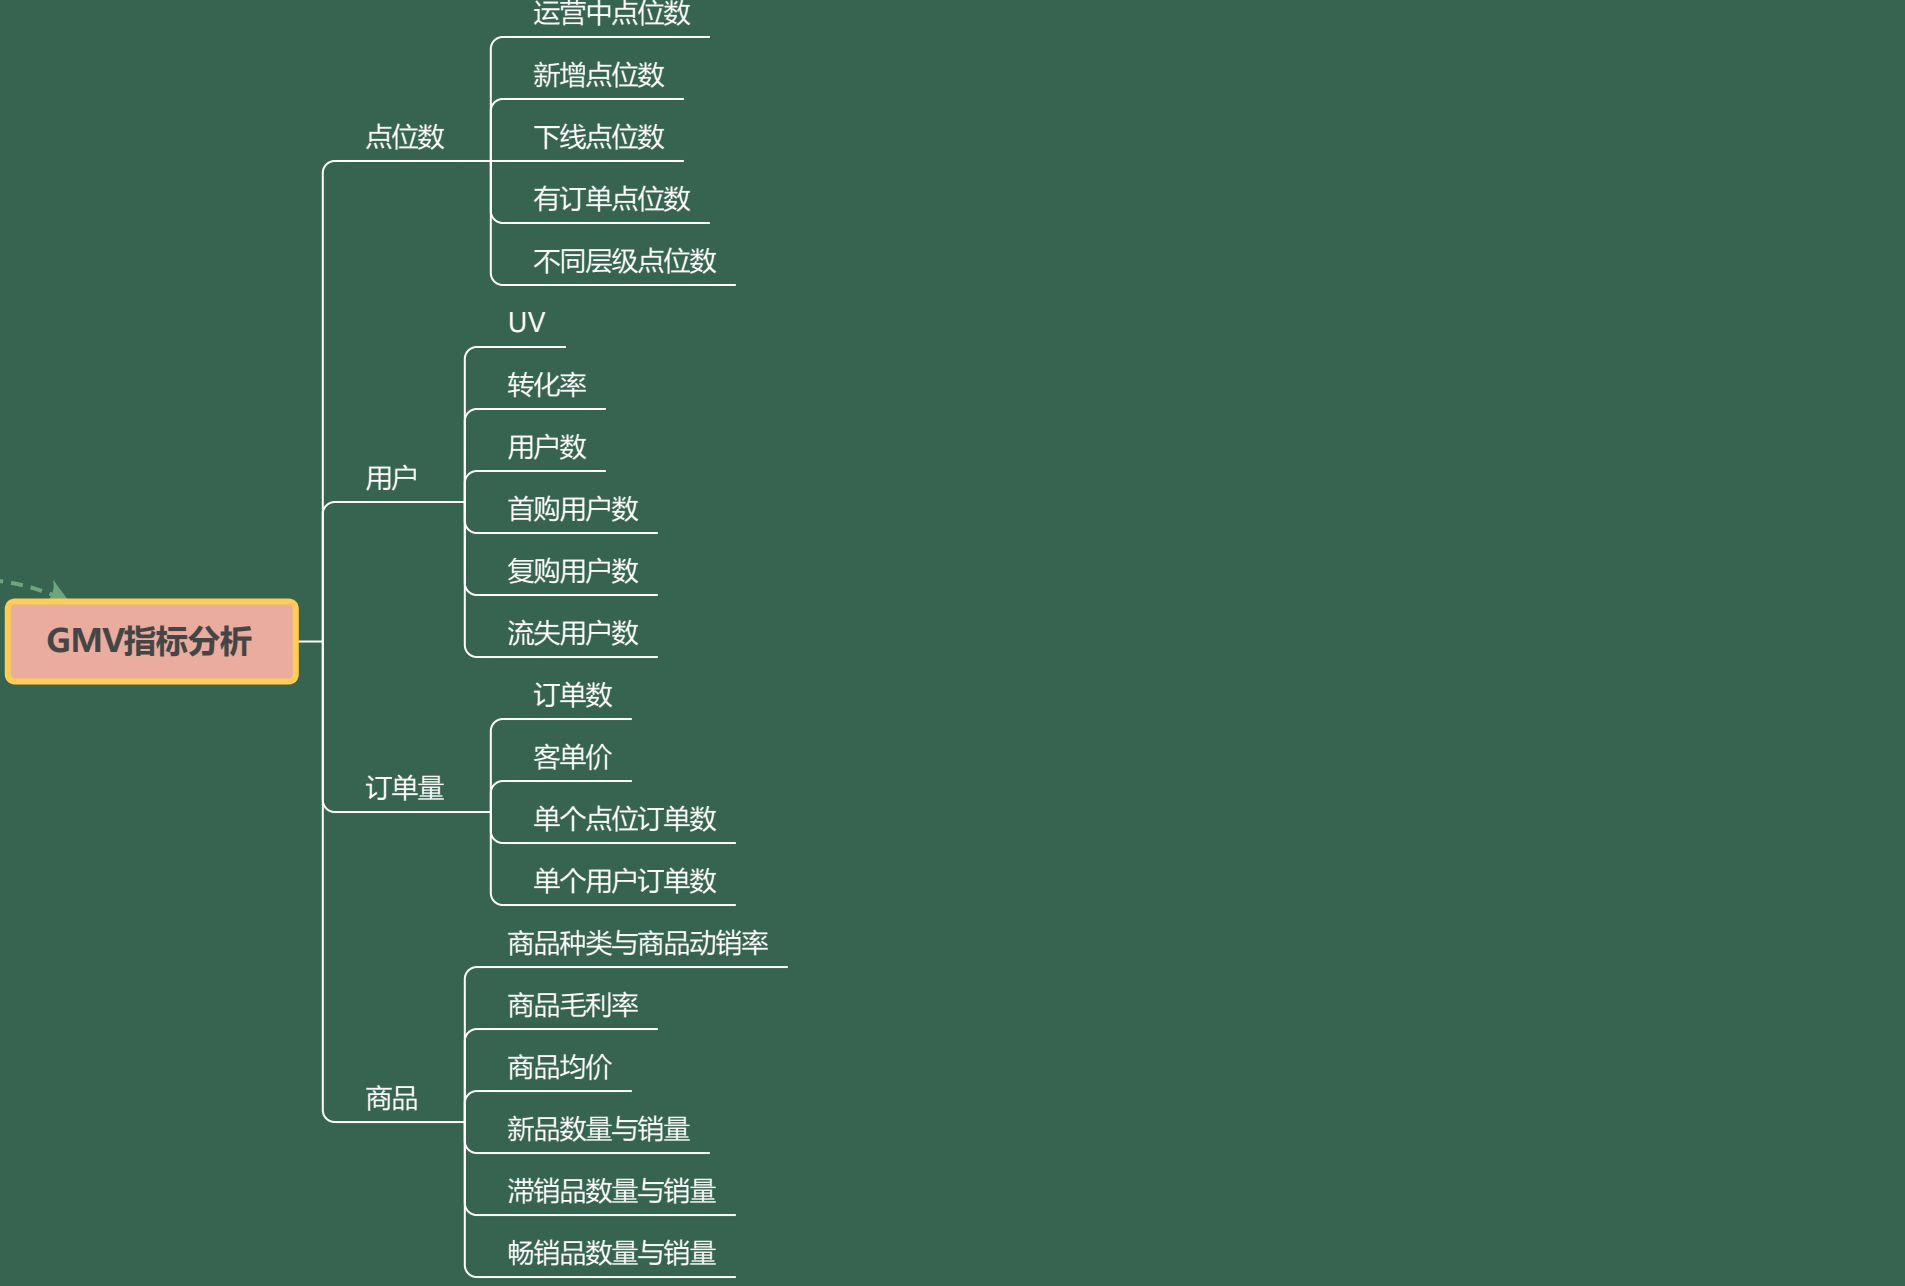 运营中点位数
新增点位数
点位数
下线点位数
有订单点位数
不同层级点位数
UV
转化率
用户数
用户
首购用户数
复购用户数
流失用户数
GMV指标分析
订单数
客单价
订单量
单个点位订单数
单个用户订单数
商品种类与商品动销率
商品毛利率
商品均价
商品
新品数量与销量
滞销品数量与销量
畅销品数量与销量